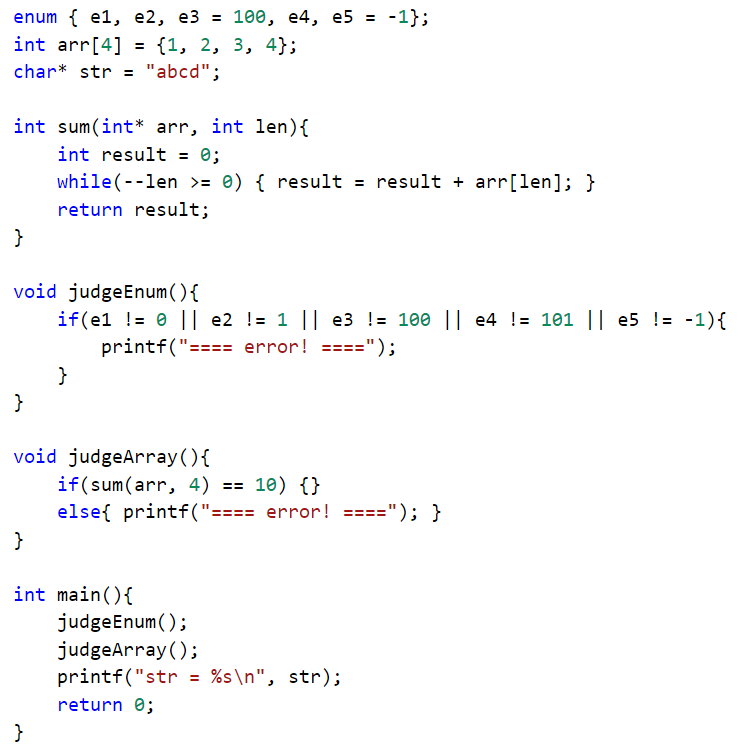 enum { e1, e2, e3 = 100, e4, e5 = -1};
int arr[4] = {1, 2, 3, 4};
char* str = "abcd";

int sum(int* arr, int len){
    int result = 0;
    while(--len >= 0) { result = result + arr[len]; }
    return result;
}

void judgeEnum(){
    if(e1 != 0 || e2 != 1 || e3 != 100 || e4 != 101 || e5 != -1){
        printf("==== error! ====");
    }
}

void judgeArray(){
    if(sum(arr, 4) == 10) {}
    else{ printf("==== error! ===="); }
}

int main(){
    judgeEnum();
    judgeArray();
    printf("str = %s\n", str);
    return 0;
}